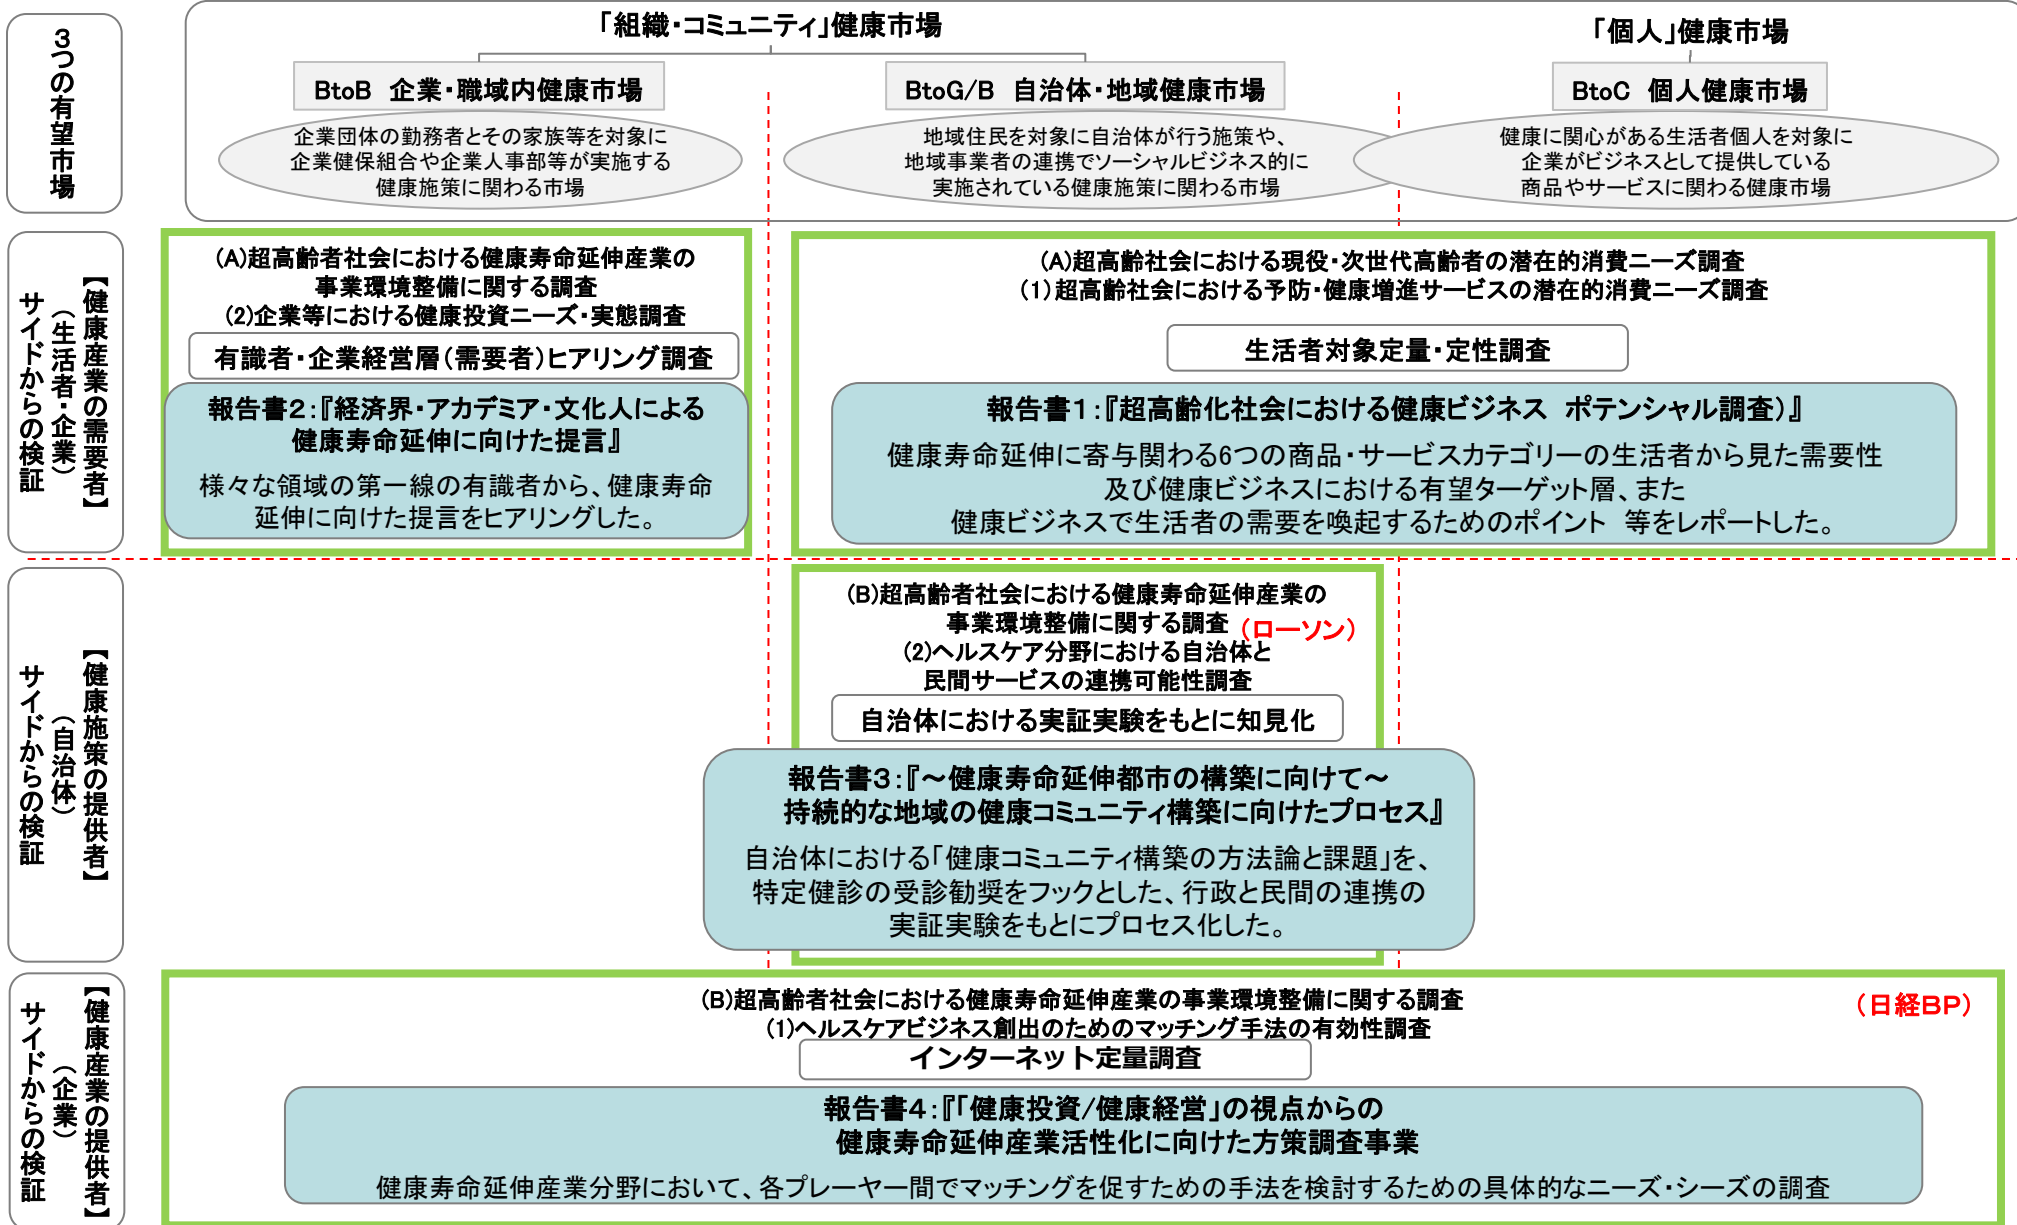 3つの有望市場
「組織・コミュニティ」健康市場
「個人」健康市場
BtoB 企業・職域内健康市場
BtoG/B 自治体・地域健康市場
BtoC 個人健康市場
企業団体の勤務者とその家族等を対象に
企業健保組合や企業人事部等が実施する
健康施策に関わる市場
地域住民を対象に自治体が行う施策や、
地域事業者の連携でソーシャルビジネス的に
実施されている健康施策に関わる市場
健康に関心がある生活者個人を対象に
企業がビジネスとして提供している
商品やサービスに関わる健康市場
【健康産業の需要者】
（生活者・企業）
サイドからの検証
(A)超高齢者社会における健康寿命延伸産業の
事業環境整備に関する調査
(2)企業等における健康投資ニーズ・実態調査
有識者・企業経営層（需要者）ヒアリング調査
報告書2：『経済界・アカデミア・文化人による
健康寿命延伸に向けた提言』
様々な領域の第一線の有識者から、健康寿命
延伸に向けた提言をヒアリングした。
(A)超高齢社会における現役・次世代高齢者の潜在的消費ニーズ調査
(1)超高齢社会における予防・健康増進サービスの潜在的消費ニーズ調査
生活者対象定量・定性調査
報告書1：『超高齢化社会における健康ビジネス ポテンシャル調査）』
健康寿命延伸に寄与関わる6つの商品・サービスカテゴリーの生活者から見た需要性
及び健康ビジネスにおける有望ターゲット層、また
健康ビジネスで生活者の需要を喚起するためのポイント 等をレポートした。
【健康施策の提供者】
（自治体）
サイドからの検証
(B)超高齢者社会における健康寿命延伸産業の
事業環境整備に関する調査
（ローソン）
(2)ヘルスケア分野における自治体と
民間サービスの連携可能性調査
自治体における実証実験をもとに知見化
報告書3：『～健康寿命延伸都市の構築に向けて～
持続的な地域の健康コミュニティ構築に向けたプロセス』
自治体における「健康コミュニティ構築の方法論と課題」を、
特定健診の受診勧奨をフックとした、行政と民間の連携の
実証実験をもとにプロセス化した。
【健康産業の提供者】
（企業）
サイドからの検証
(B)超高齢者社会における健康寿命延伸産業の事業環境整備に関する調査
（日経BP）
(1)ヘルスケアビジネス創出のためのマッチング手法の有効性調査
インターネット定量調査
報告書4：『「健康投資/健康経営」の視点からの
健康寿命延伸産業活性化に向けた方策調査事業
健康寿命延伸産業分野において、各プレーヤー間でマッチングを促すための手法を検討するための具体的なニーズ・シーズの調査